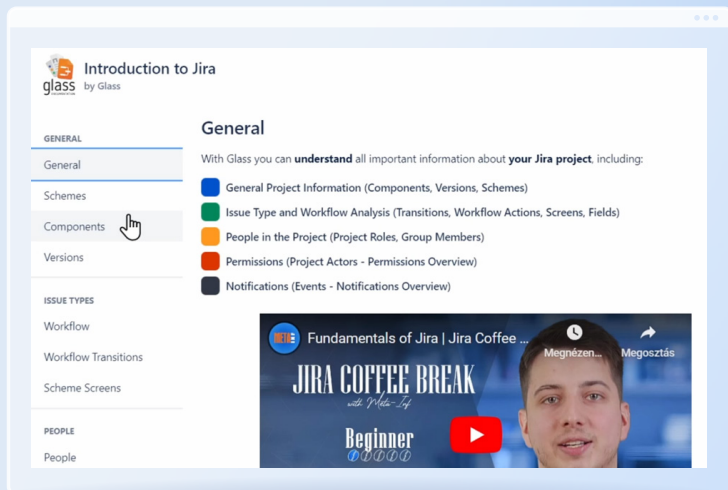 glass
Introduction to Jira
by Glass
GENERAL
General
Schemes
Components
Versions
ISSUE TYPES
Workflow
Workflow Transitions
Scheme Screens
PEOPLE
People
General
With Glass you can understand all important information about your Jira project, including:
General Project Information (Components, Versions, Schemes)
Issue Type and Workflow Analysis (Transitions, Workflow Actions, Screens, Fields)
People in the Project (Project Roles, Group Members)
Permissions (Project Actors - Permissions Overview)
Notifications (Events - Notifications Overview)
Fundamentals of Jira | Jira Coffee ...
Megnézen...
Megosztás
JIRA COFFEE BREAK
with Meta-Inf
Beginner